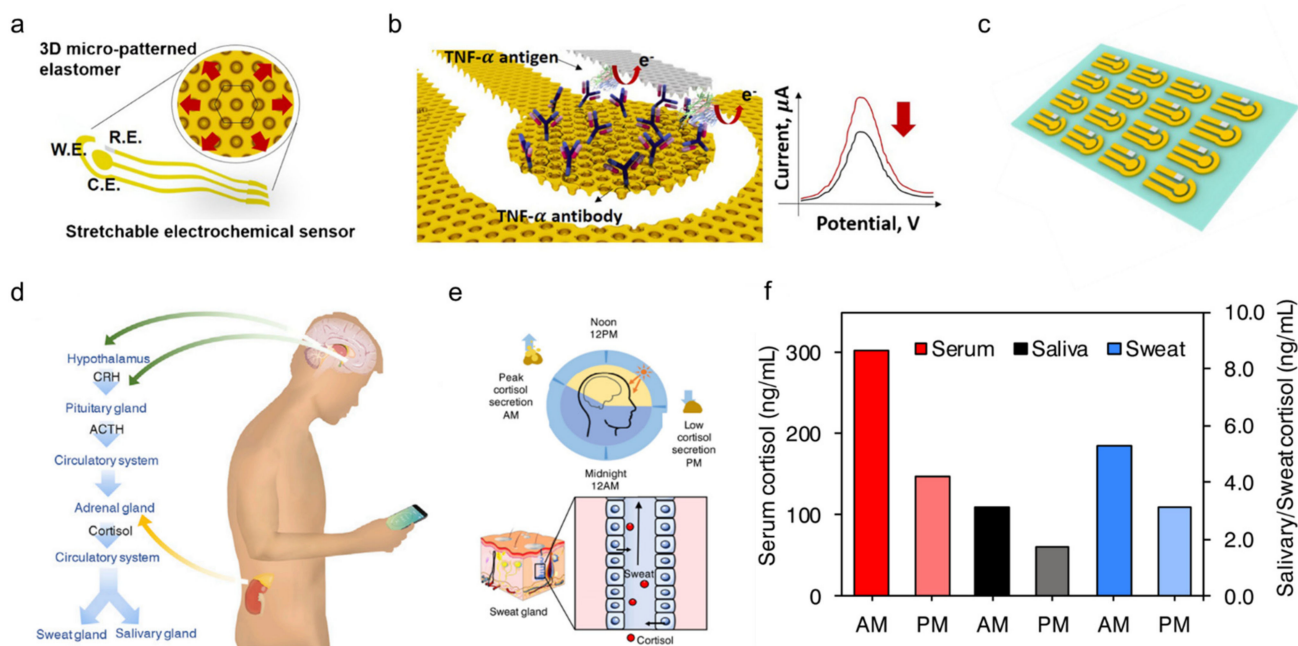 a
3D micro-patterned
elastomer
R.E.
W.E.
C.E.
Stretchable electrochemical sensor
b
TNF-α antigen
e-
e-
TNF-α antibody
Current, μA
Potential, V
c
d
Hypothalamus
CRH
Pituitary gland
ACTH
Circulatory system
Adrenal gland
Cortisol
Circulatory system
Sweat gland
Salivary gland
e
Noon
12PM
Peak
cortisol
secretion
AM
Low
cortisol
secretion
PM
Midnight
12AM
Sweat
Sweat gland
Cortisol
f
Serum cortisol (ng/mL)
300
200
100
0
Serum
Saliva
Sweat
10.0
8.0
6.0
4.0
2.0
0.0
Salivary/Sweat cortisol (ng/mL)
AM
PM
AM
PM
AM
PM